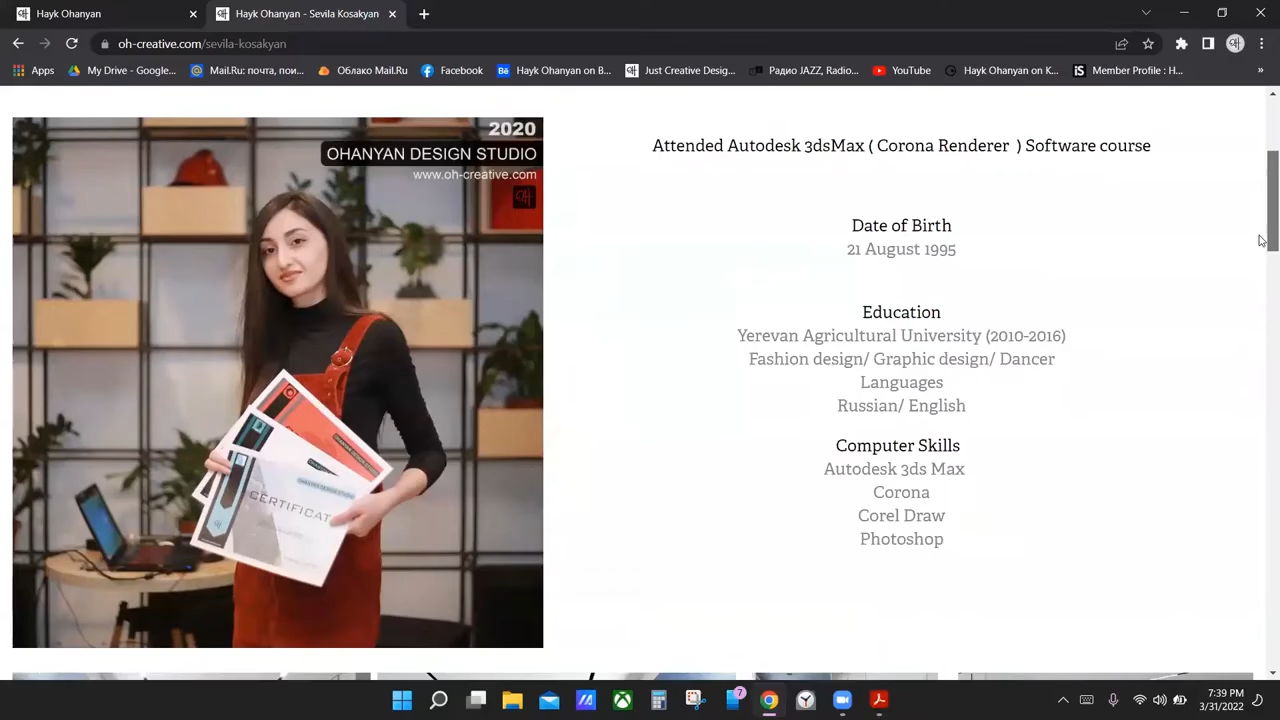 Hayk Ohanyan
Hayk Ohanyan - Sevila Kosakyan
oh-creative.com/sevila-kosakyan
Apps
My Drive - Google...
Mail.Ru: почта, пои...
Облако Mail.Ru
Facebook
Hayk Ohanyan on B...
Just Creative Desig...
Радио JAZZ, Radio...
YouTube
Hayk Ohanyan on K...
Member Profile : H...
2020
OHANYAN DESIGN STUDIO
www.oh-creative.com
CERTIFICAT
Attended Autodesk 3dsMax ( Corona Renderer ) Software course
Date of Birth
21 August 1995
Education
Yerevan Agricultural University (2010-2016)
Fashion design/ Graphic design/ Dancer
Languages
Russian/ English
Computer Skills
Autodesk 3ds Max
Corona
Corel Draw
Photoshop
7
7:39 PM
3/31/2022